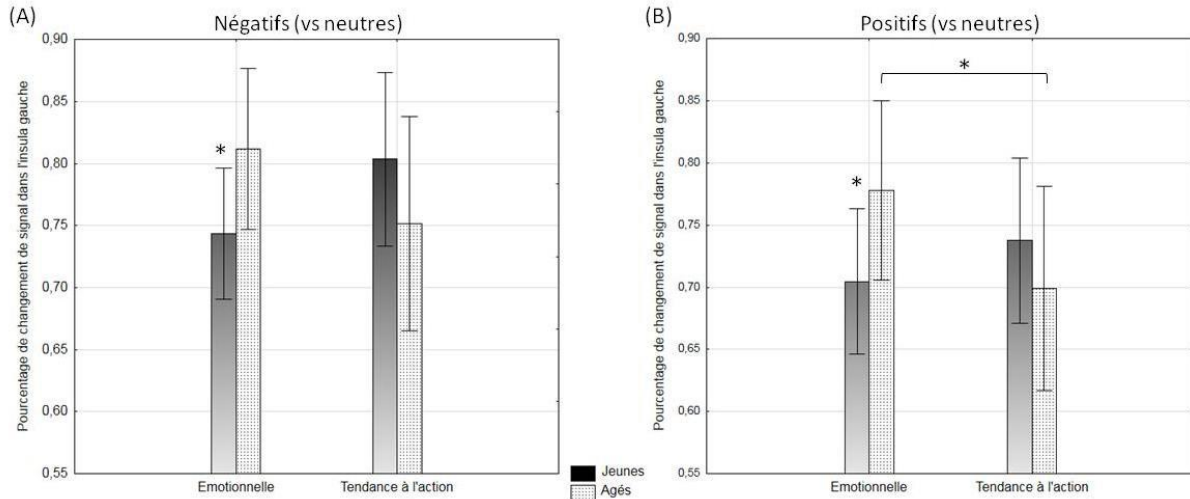 (A)
Négatifs (vs neutres)
Pourcentage de changement de signal dans l'insula gauche
0,90
0,85
0,80
0,75
0,70
0,65
0,60
0,55
*
Emotionnelle
Tendance à l'action
Jeunes
Agés
(B)
Positifs (vs neutres)
Pourcentage de changement de signal dans l'insula gauche
0,90
0,85
0,80
0,75
0,70
0,65
0,60
0,55
*
*
Emotionnelle
Tendance à l'action